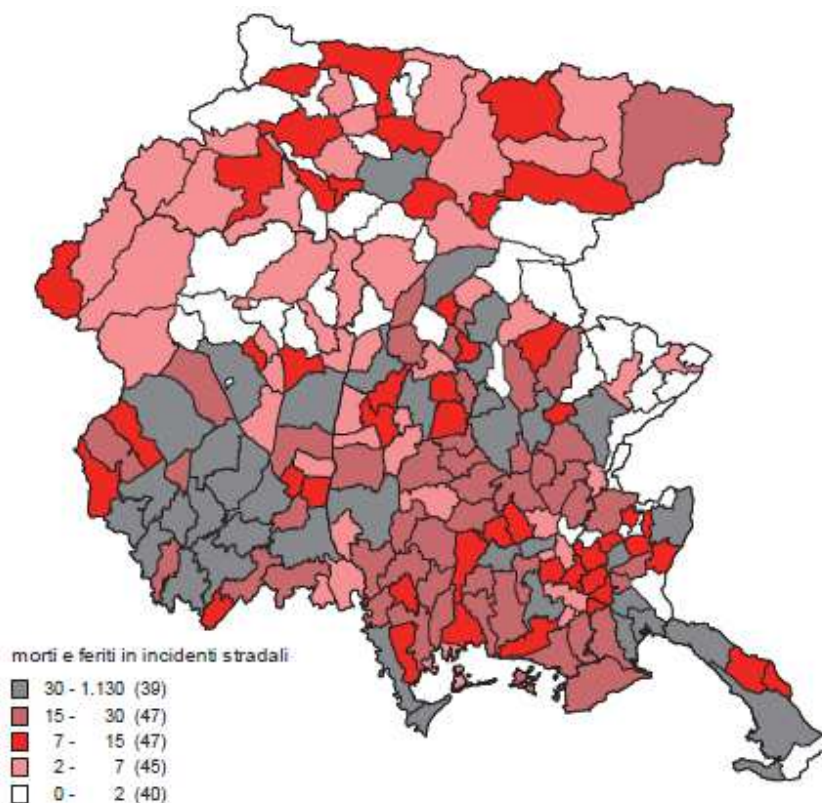 morti e feriti in incidenti stradali
30 - 1.130 (39)
15 - 30 (47)
7 - 15 (47)
2 - 7 (45)
0 - 2 (40)